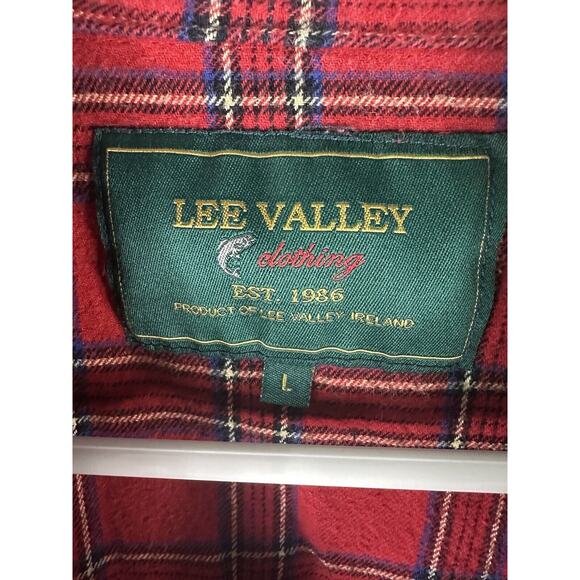 LEE VALLEY
clothing
EST. 1986
PRODUCT OF LEE VALLEY IRELAND
L